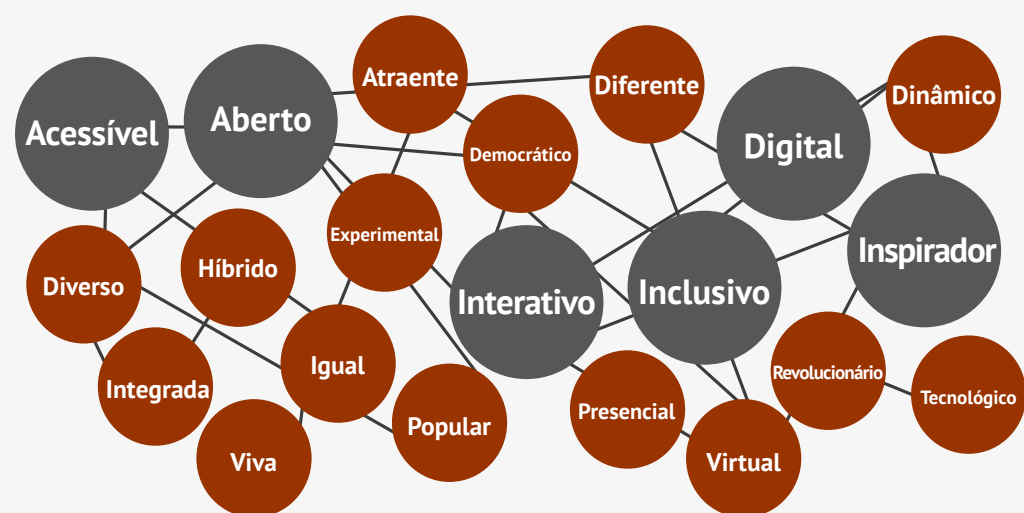 Acessível
Aberto
Atraente
Diferente
Dinâmico
Democrático
Digital
Diverso
Híbrido
Experimental
Interativo
Inclusivo
Inspirador
Integrada
Igual
Popular
Presencial
Revolucionário
Tecnológico
Viva
Virtual